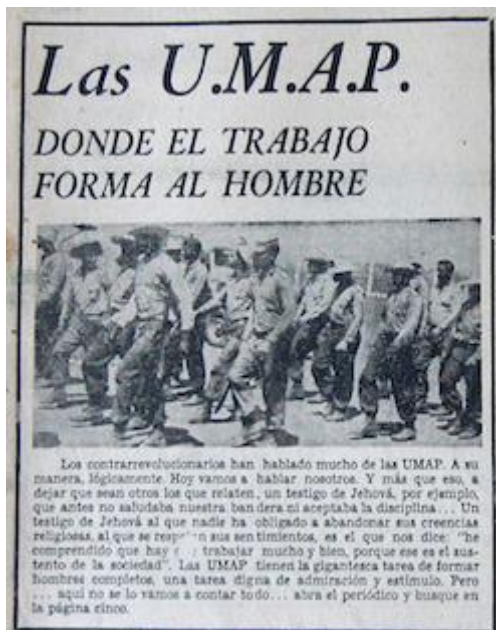 Las U.M.A.P.
DONDE EL TRABAJO
FORMA AL HOMBRE
Los contrarrevolucionarios han hablado mucho de las UMAP. A su
manera, lógicamente. Hoy vamos a hablar nosotros. Y más que eso, a
dejar que sean otros los que relaten, un testigo de Jehová, por ejemplo,
que antes no saludaba nuestra bandera ni aceptaba la disciplina... Un
testigo de Jehová al que nadie ha obligado a abandonar sus creencias
religiosas, al que se respetan sus sentimientos, es el que nos dice: "he
comprendido que hay trabajar mucho y bien, porque ese es el sus-
tento de la sociedad". Las UMAP tienen la gigantesca tarea de formar
hombres completos, una tarea digna de admiración y estímulo. Pero
... aquí no se lo vamos a contar todo... abra el periódico y busque en
la página cinco.